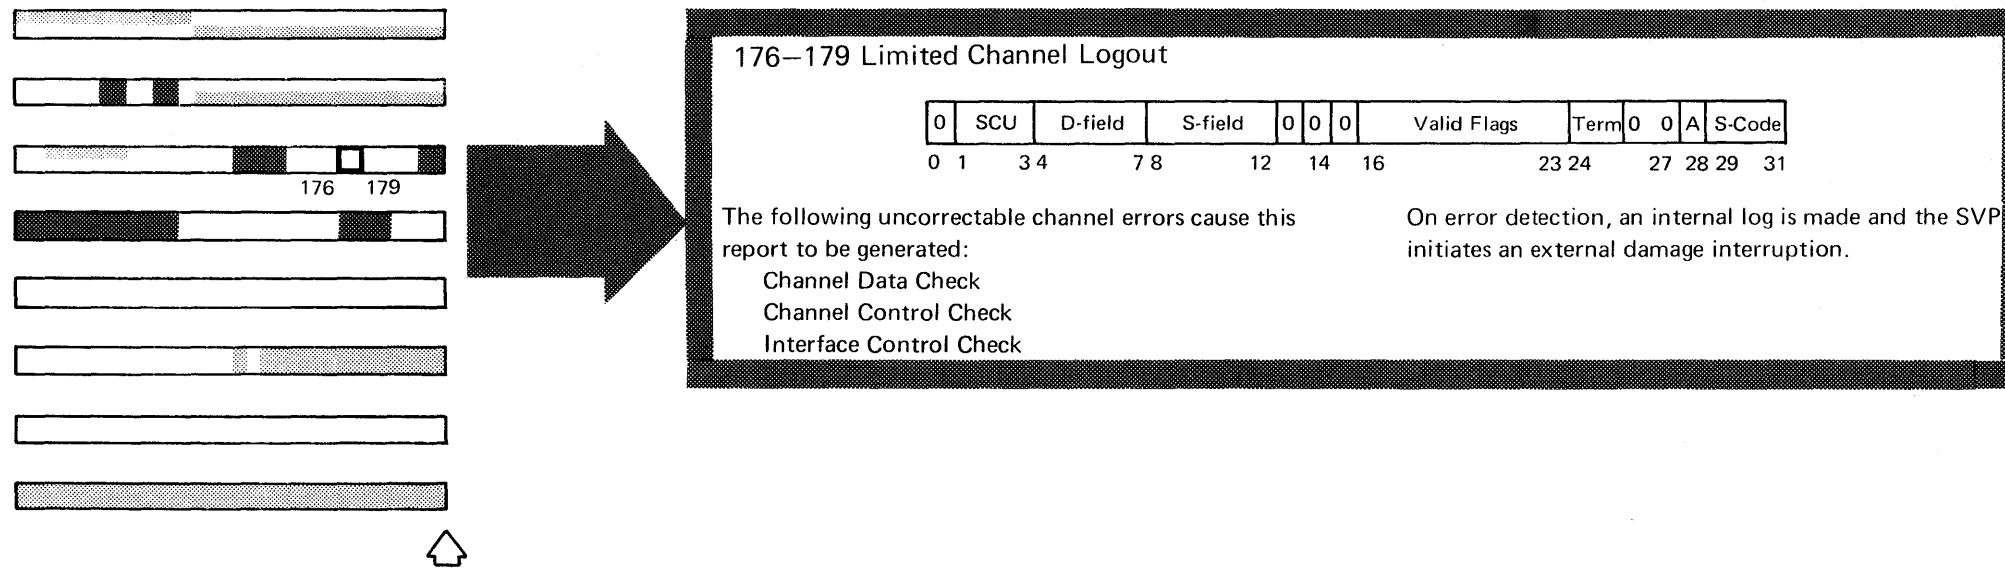 176 179
176–179 Limited Channel Logout
0 SCU D-field S-field 0 0 0 Valid Flags Term 0 0 A S-Code
0 1 3 4 7 8 12 14 16 23 24 27 28 29 31
The following uncorrectable channel errors cause this
report to be generated:
Channel Data Check
Channel Control Check
Interface Control Check
On error detection, an internal log is made and the SVP
initiates an external damage interruption.